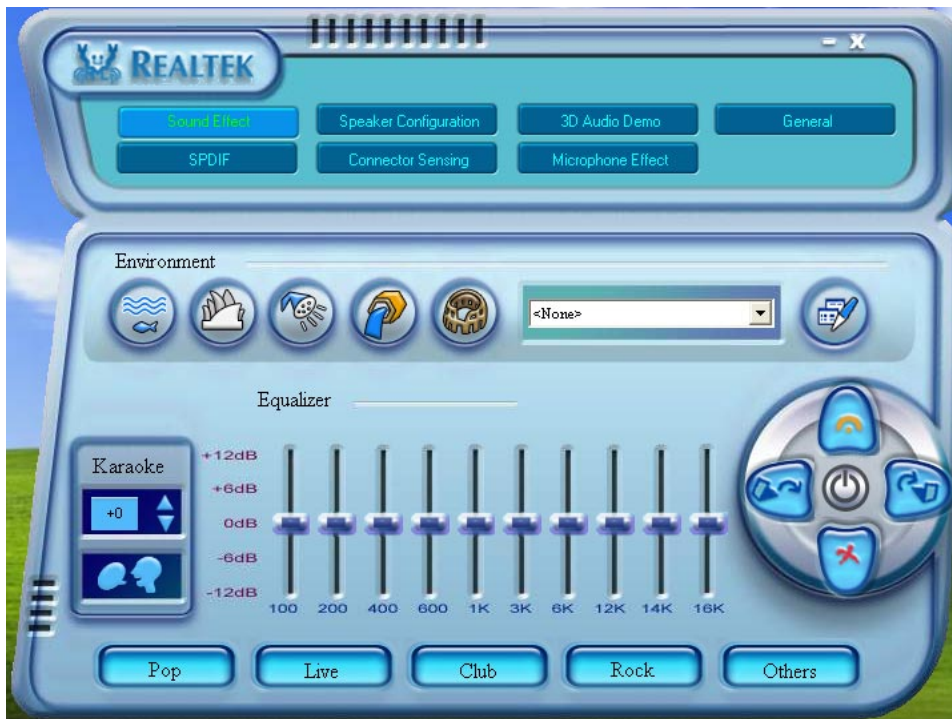 REALTEK
Sound Effect
Speaker Configuration
3D Audio Demo
General
SPDIF
Connector Sensing
Microphone Effect
Environment
<None>
Equalizer
Karaoke
+0
+12dB
+6dB
0dB
-6dB
-12dB
100 200 400 600 1K 3K 6K 12K 14K 16K
Pop
Live
Club
Rock
Others